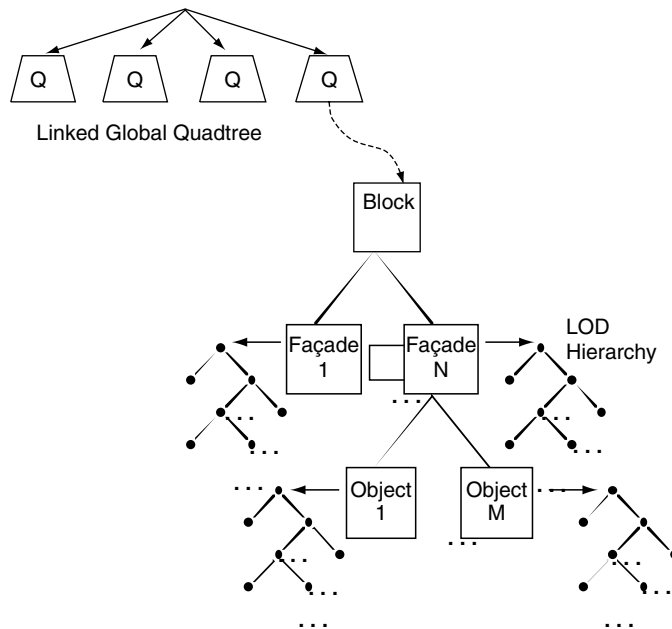 Q Q Q Q
Linked Global Quadtree
Block
LOD
Hierarchy
Façade
1
Façade
N
...
...
...
...
...
...
Object
1
Object
M
...
...
...
...
...
...
...
...